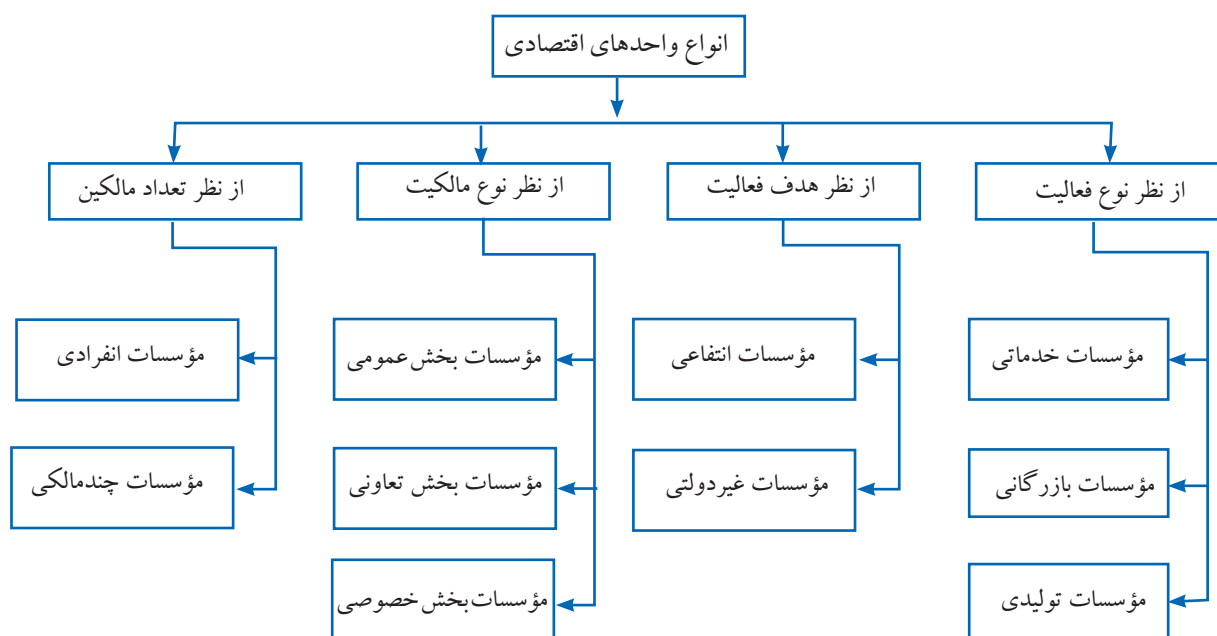 انواع واحدهای اقتصادی
از نظر نوع فعالیت
از نظر هدف فعالیت
از نظر نوع مالکیت
از نظر تعداد مالکین
مؤسسات خدماتی
مؤسسات بازرگانی
مؤسسات تولیدی
مؤسسات انتفاعی
مؤسسات غیردولتی
مؤسسات بخش عمومی
مؤسسات بخش تعاونی
مؤسسات بخش خصوصی
مؤسسات انفرادی
مؤسسات چندمالکی